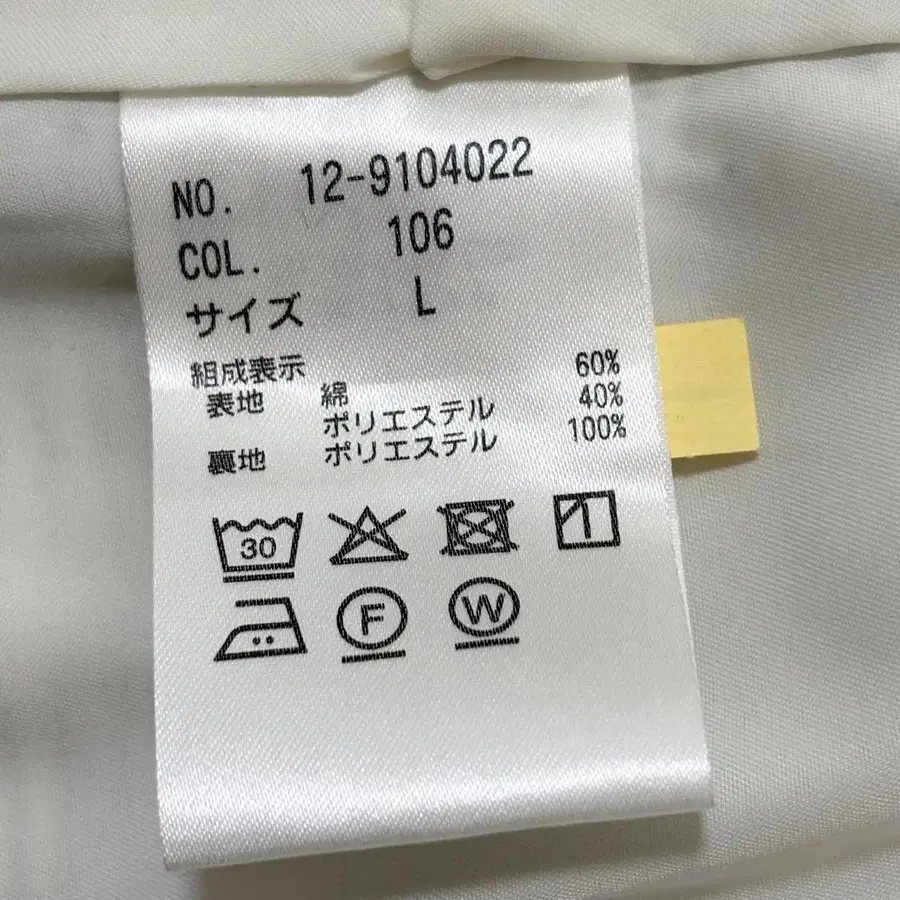 NO. 12-9104022
COL. 106
サイズ L
組成表示
表地 綿 60%
ポリエステル 40%
裏地 ポリエステル 100%
30
F W